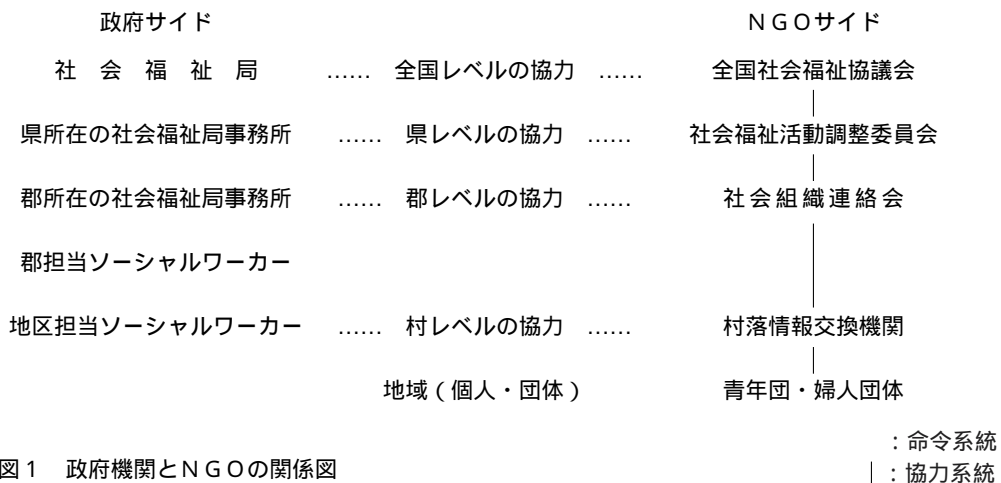 政府サイド　ＮＧＯサイド
社　会　福　祉　局　……　全国レベルの協力　……　全国社会福祉協議会
県所在の社会福祉局事務所　……　県レベルの協力　……　社会福祉活動調整委員会
郡所在の社会福祉局事務所　……　郡レベルの協力　……　社会組織連絡会
郡担当ソーシャルワーカー
地区担当ソーシャルワーカー　……　村レベルの協力　……　村落情報交換機関
地域（個人・団体）　青年団・婦人団体
：命令系統
図１　政府機関とＮＧＯの関係図
：協力系統